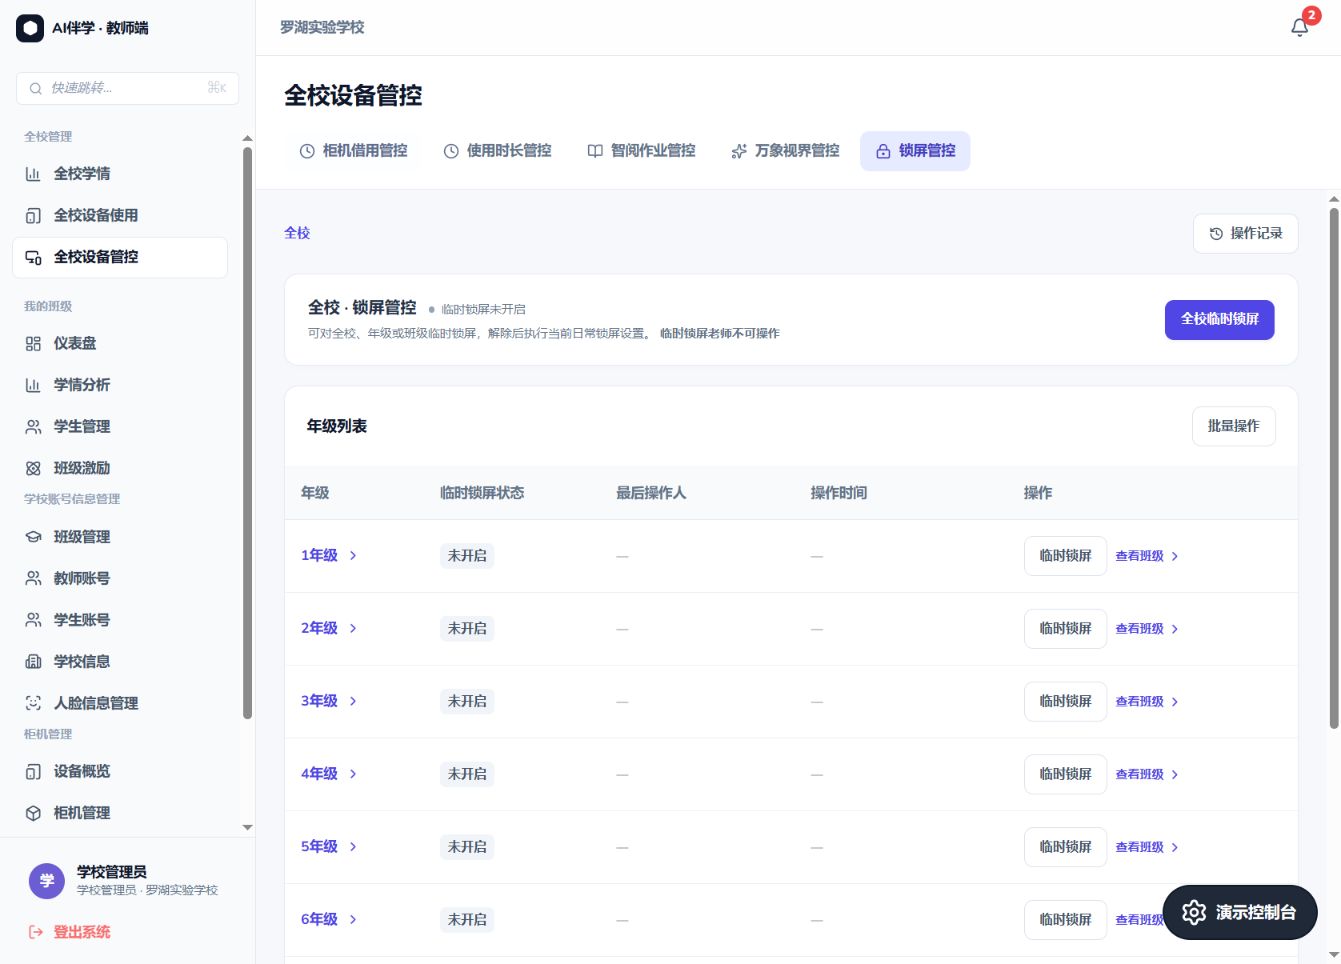 AI伴学 · 教师端
罗湖实验学校
2
快速跳转...
⌘K
全校管理
全校学情
全校设备使用
全校设备管控
我的班级
仪表盘
学情分析
学生管理
班级激励
学校账号信息管理
班级管理
教师账号
学生账号
学校信息
人脸信息管理
柜机管理
设备概览
柜机管理
学
学校管理员
学校管理员 · 罗湖实验学校
登出系统
全校设备管控
柜机借用管控 使用时长管控 智阅作业管控 万象视界管控 锁屏管控
全校
操作记录
全校 · 锁屏管控 临时锁屏未开启
可对全校、年级或班级临时锁屏，解除后执行当前日常锁屏设置。 临时锁屏老师不可操作
全校临时锁屏
年级列表
批量操作
年级 临时锁屏状态 最后操作人 操作时间 操作
1年级 未开启 — — 临时锁屏 查看班级
2年级 未开启 — — 临时锁屏 查看班级
3年级 未开启 — — 临时锁屏 查看班级
4年级 未开启 — — 临时锁屏 查看班级
5年级 未开启 — — 临时锁屏 查看班级
6年级 未开启 — — 临时锁屏 查看班级
演示控制台